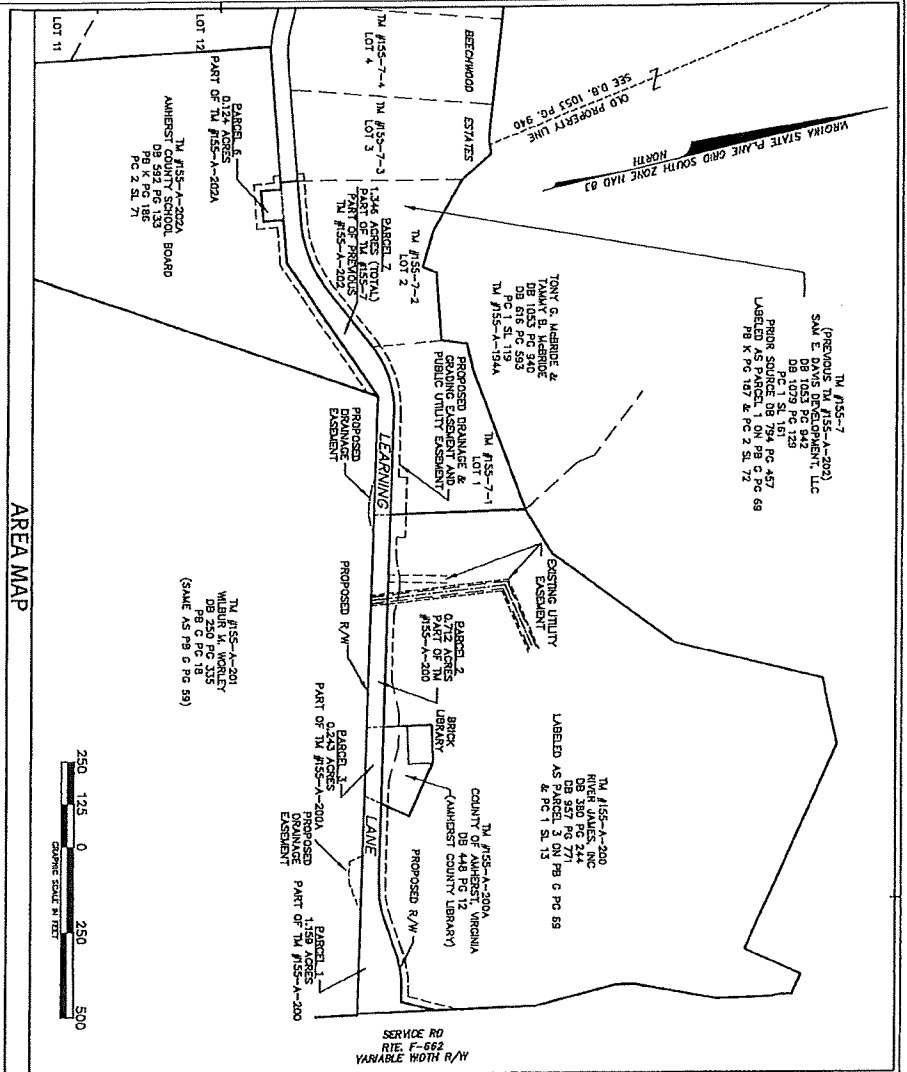 BEECHWOOD
ESTATES
TM #155-7-4
LOT 4
TM #155-7-3
LOT 3
LOT 12
LOT 11
OLD PROPERTY LINE
SEE D.B. 1053 PG. 940
VIRGINIA STATE PLANE GRID SOUTH ZONE NAD 83
NORTH
TM #155-7
(PREVIOUS TM #155-A-202)
SAM E. DAVIS DEVELOPMENT, LLC
DB 1053 PG 942
DB 1079 PG 129
PC 1 SL 161
PRIOR SOURCE DB 794 PG 457
LABELED AS PARCEL 1 ON PB G PG 69
PB K PG 187 & PC 2 SL 72
TM #155-7-2
LOT 2
PARCEL 7
1.346 ACRES (TOTAL)
PART OF TM #155-7
PART OF PREVIOUS
TM #155-A-202
PARCEL 6
0.124 ACRES
PART OF TM #155-A-202A
TM #155-A-202A
AMHERST COUNTY SCHOOL BOARD
DB 592 PG 133
PB K PG 186
PC 2 SL 71
TONY G. McBRIDE &
TAMMY B. McBRIDE
DB 1053 PG 940
DB 616 PG 593
PC 1 SL 119
TM #155-A-194A
TM #155-7-1
LOT 1
PROPOSED DRAINAGE &
GRADING EASEMENT AND
PUBLIC UTILITY EASEMENT
LEARNING
PROPOSED
DRAINAGE
EASEMENT
EXISTING UTILITY
EASEMENT
PARCEL 2
0.712 ACRES
PART OF TM
#155-A-200
PROPOSED R/W
TM #155-A-201
WILBUR M. WORLEY
DB 250 PG 335
PB G PG 18
(SAME AS PB G PG 59)
TM #155-A-200
RIVER JAMES, INC
DB 380 PG 244
DB 957 PG 771
LABELED AS PARCEL 3 ON PB G PG 69
& PC 1 SL 13
BRICK
LIBRARY
TM #155-A-200A
COUNTY OF AMHERST, VIRGINIA
DB 448 PG 12
(AMHERST COUNTY LIBRARY)
PARCEL 3
0.243 ACRES
PART OF TM #155-A-200A
LANE
PROPOSED R/W
PROPOSED
DRAINAGE
EASEMENT
PARCEL 1
1.159 ACRES
PART OF TM #155-A-200
SERVICE RD
RTE. F-662
VARIABLE WIDTH R/W
250 125 0 250 500
GRAPHIC SCALE IN FEET
AREA MAP